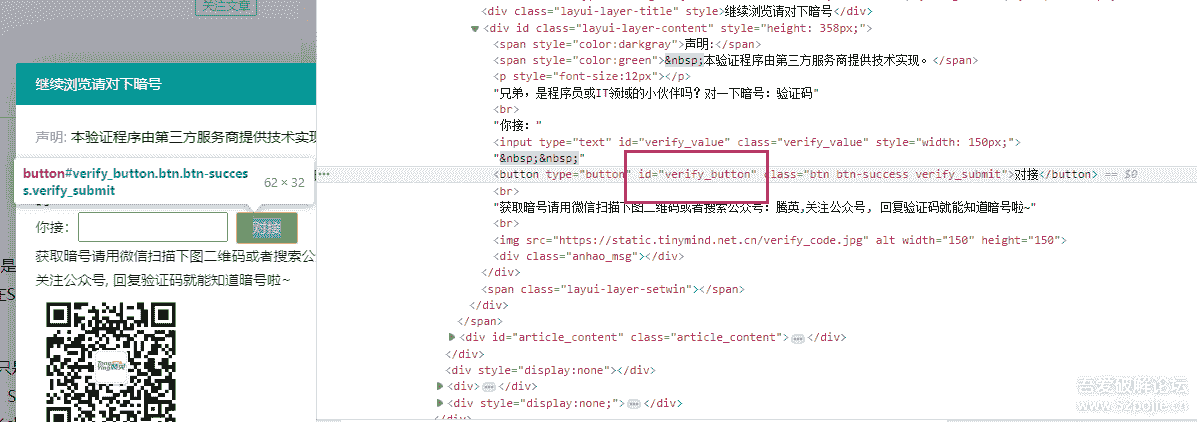 关注文章
继续浏览请对下暗号
声明: 本验证程序由第三方服务商提供技术实现
button#verify_button.btn.btn-succes
s.verify_submit
62 × 32
你接:
对接
获取暗号请用微信扫描下图二维码或者搜索公
关注公众号, 回复验证码就能知道暗号啦~
<div class="layui-layer-title" style>继续浏览请对下暗号</div>
<div id class="layui-layer-content" style="height: 358px;">
<span style="color:darkgray">声明:</span>
<span style="color:green">&nbsp;本验证程序由第三方服务商提供技术实现。</span>
<p style="font-size:12px"></p>
"兄弟，是程序员或IT领域的小伙伴吗？对一下暗号：验证码"
<br>
"你接："
<input type="text" id="verify_value" class="verify_value" style="width: 150px;">
"&nbsp;&nbsp;"
<button type="button" id="verify_button" class="btn btn-success verify_submit">对接</button> == $0
<br>
"获取暗号请用微信扫描下图二维码或者搜索公众号：腾英,关注公众号, 回复验证码就能知道暗号啦~"
<br>
<img src="https://static.tinymind.net.cn/verify_code.jpg" alt width="150" height="150">
<div class="anhao_msg"></div>
</div>
<span class="layui-layer-setwin"></span>
</div>
</span>
<div id="article_content" class="article_content">…</div>
</div>
<div style="display:none"></div>
<div>…</div>
<div style="display:none;">…</div>
</div>
吾爱破解论坛
www.52pojie.cn